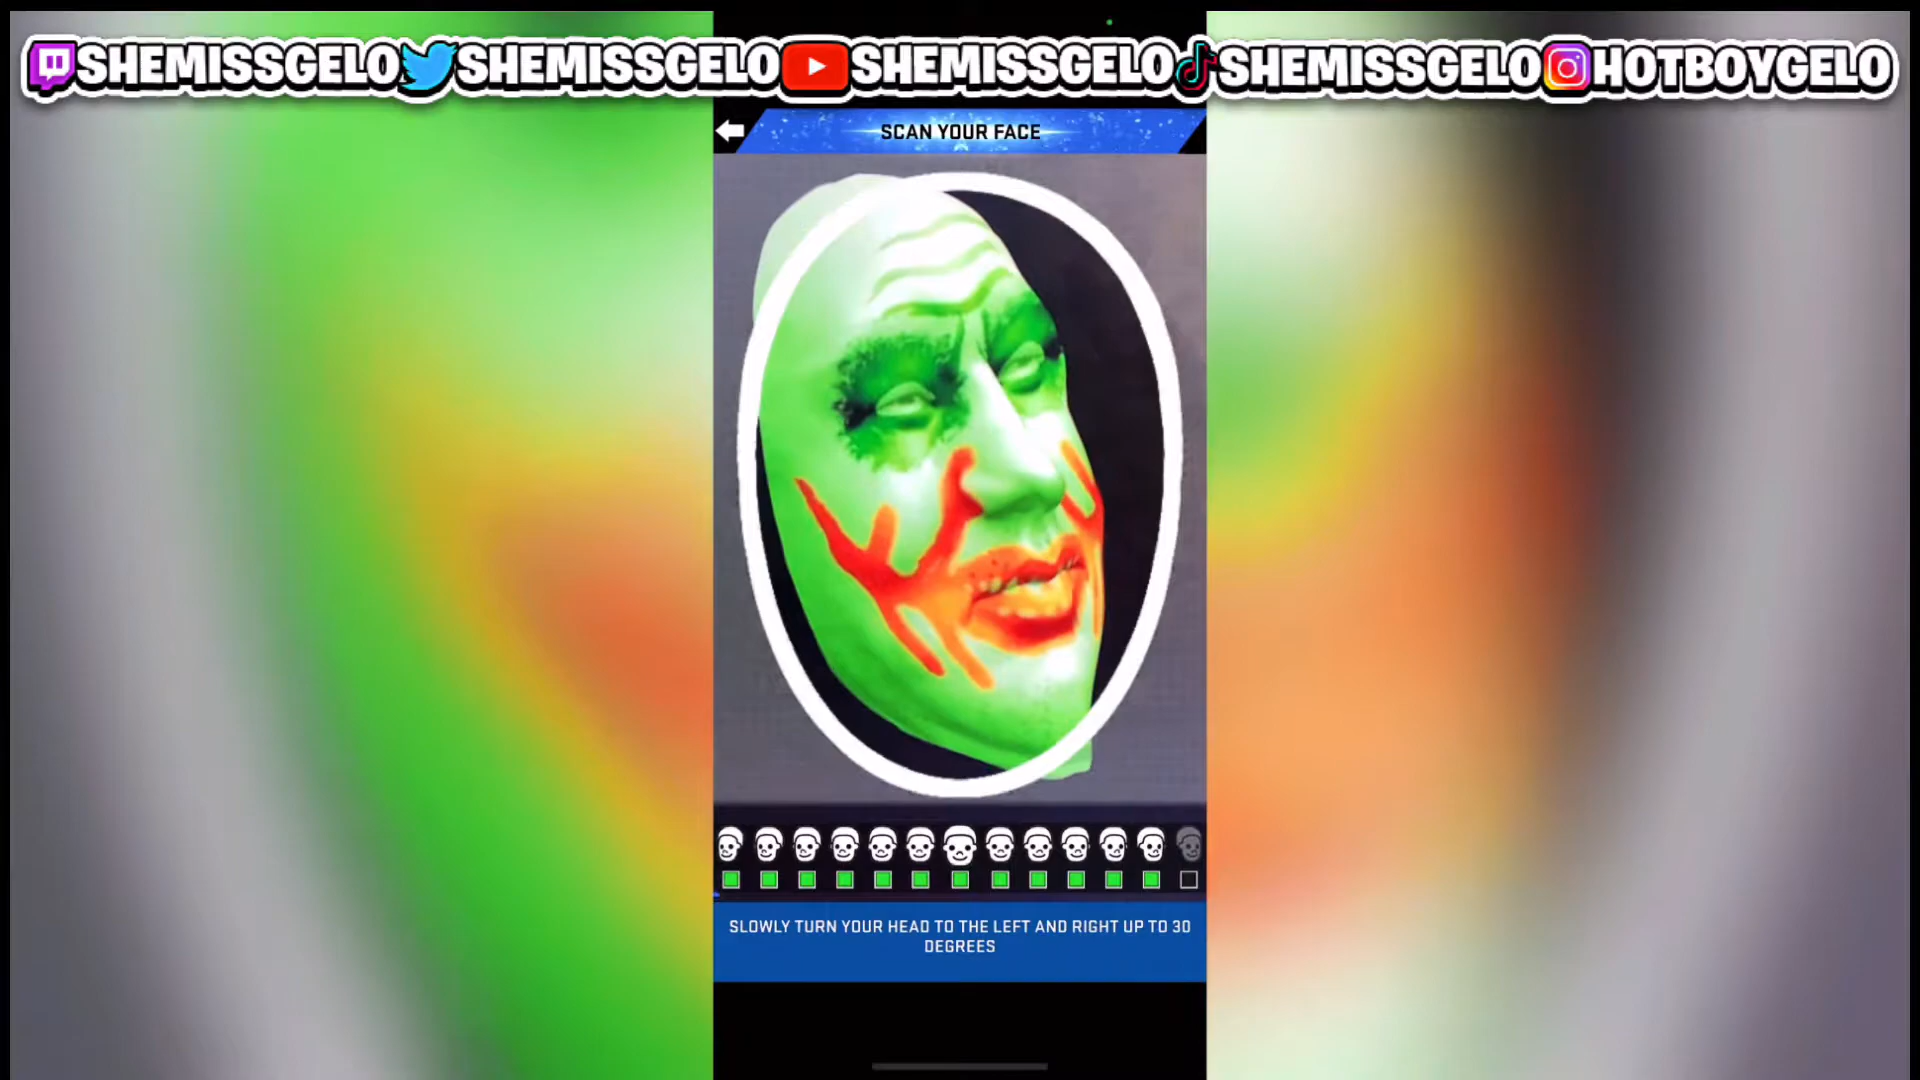 SHEMISSGELO SHEMISSGELO SHEMISSGELO SHEMISSGELO HOTBOYGELO
SCAN YOUR FACE
SLOWLY TURN YOUR HEAD TO THE LEFT AND RIGHT UP TO 30
DEGREES